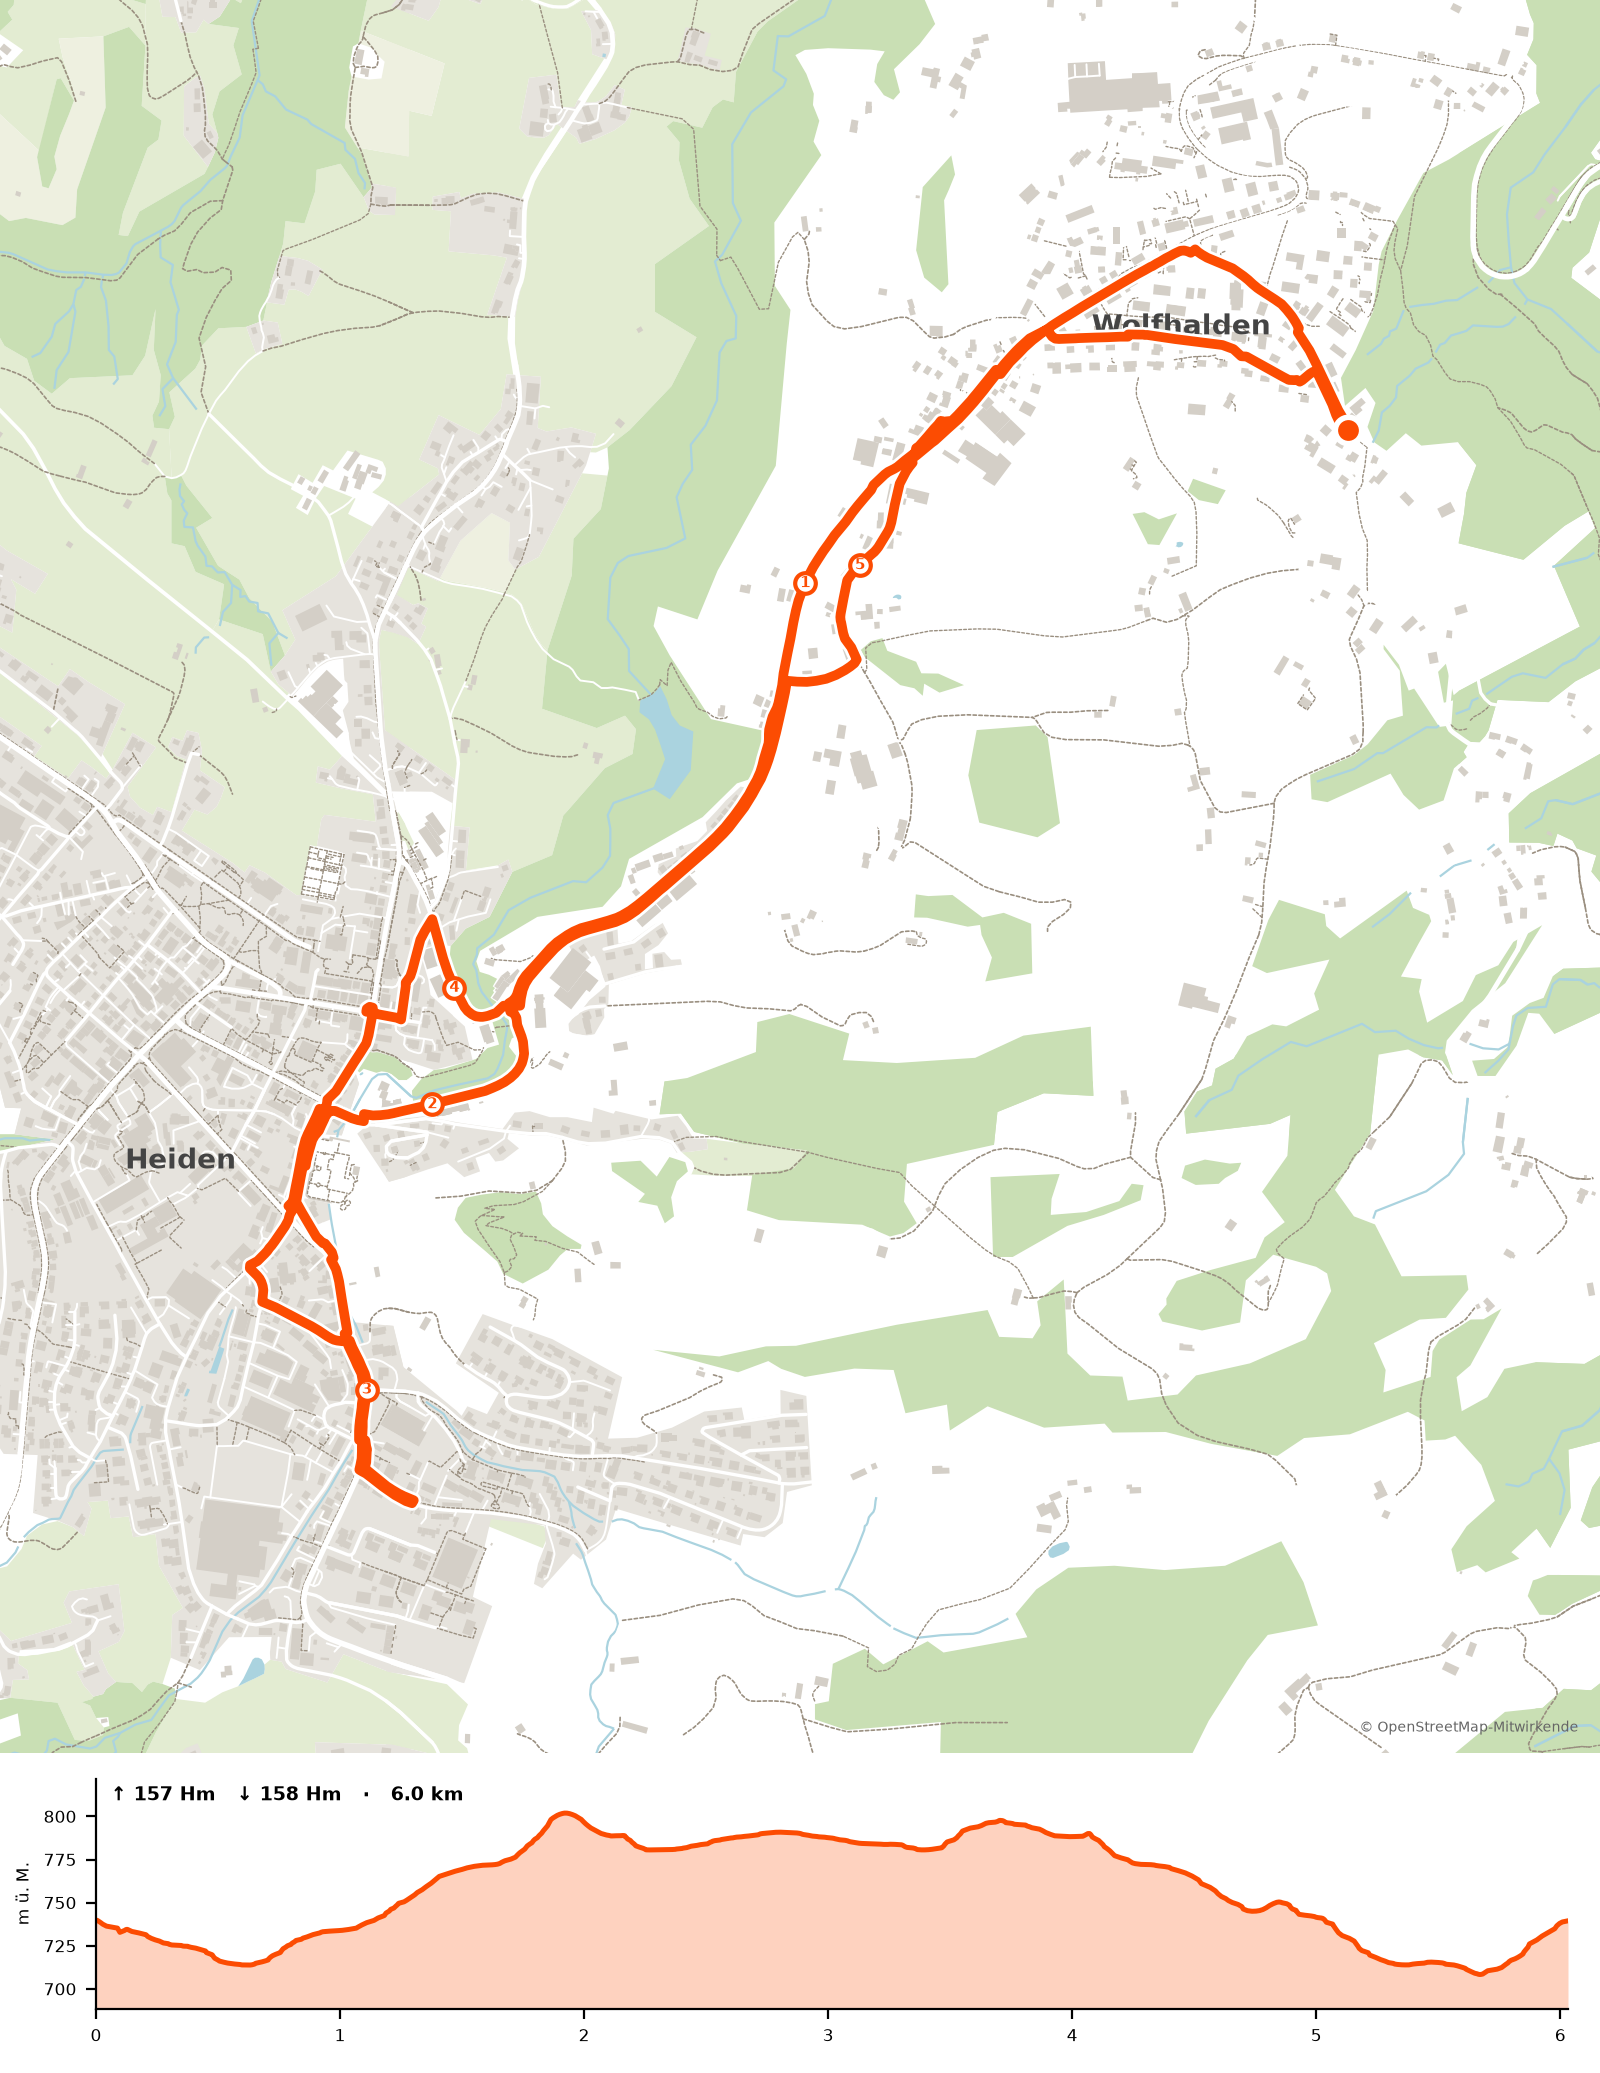 Wolfhalden
1
5
4
2
Heiden
3
© OpenStreetMap-Mitwirkende
↑ 157 Hm ↓ 158 Hm · 6.0 km
800
775
750
725
700
m ü. M.
0 1 2 3 4 5 6